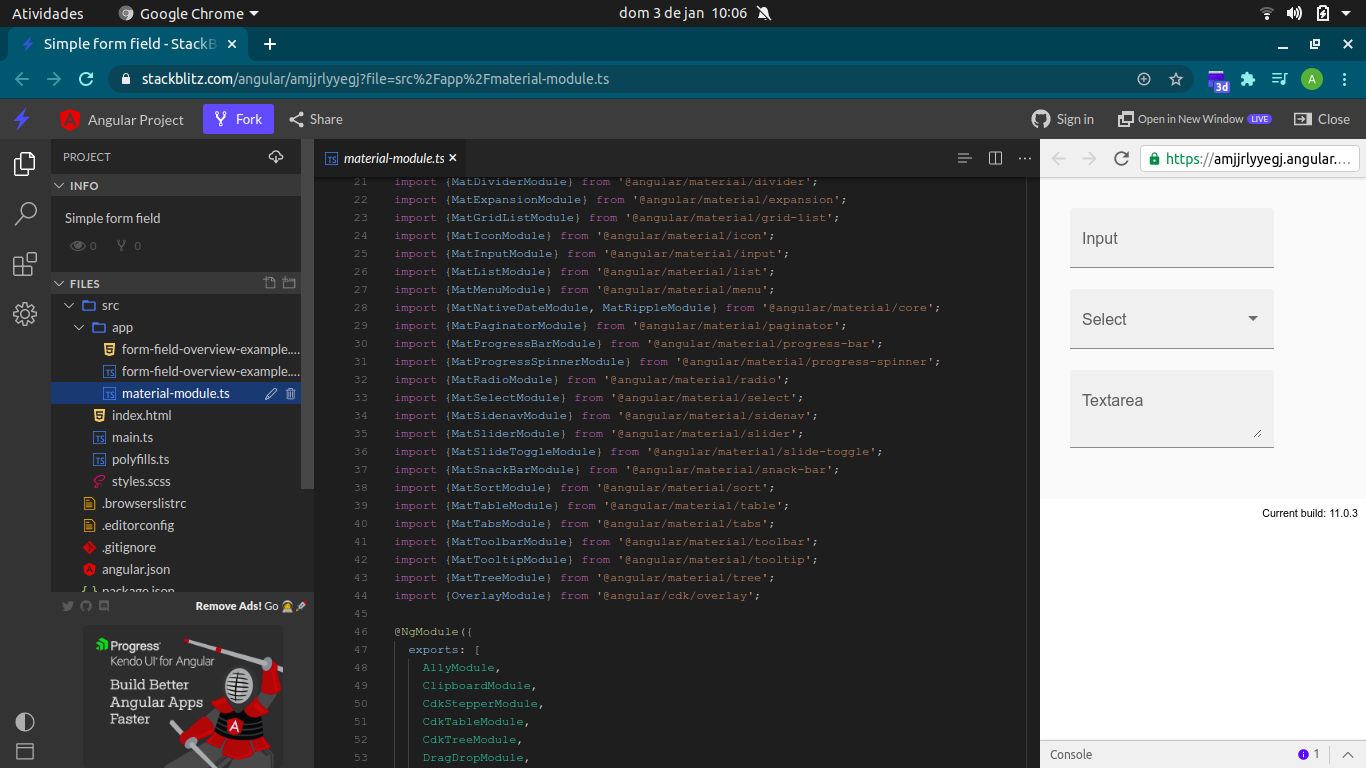 Atividades
Google Chrome
dom 3 de jan 10:06
Simple form field - StackB
stackblitz.com/angular/amjjrlyyegj?file=src%2Fapp%2Fmaterial-module.ts
3d
A
Angular Project
Fork
Share
Sign in
Open in New Window LIVE
Close
PROJECT
INFO
Simple form field
0 0
FILES
src
app
form-field-overview-example....
form-field-overview-example....
material-module.ts
index.html
main.ts
polyfills.ts
styles.scss
.browserslistrc
.editorconfig
.gitignore
angular.json
package.json
Remove Ads! Go
Progress
Kendo UI for Angular
Build Better
Angular Apps
Faster
material-module.ts
21 import {MatDividerModule} from '@angular/material/divider';
22 import {MatExpansionModule} from '@angular/material/expansion';
23 import {MatGridListModule} from '@angular/material/grid-list';
24 import {MatIconModule} from '@angular/material/icon';
25 import {MatInputModule} from '@angular/material/input';
26 import {MatListModule} from '@angular/material/list';
27 import {MatMenuModule} from '@angular/material/menu';
28 import {MatNativeDateModule, MatRippleModule} from '@angular/material/core';
29 import {MatPaginatorModule} from '@angular/material/paginator';
30 import {MatProgressBarModule} from '@angular/material/progress-bar';
31 import {MatProgressSpinnerModule} from '@angular/material/progress-spinner';
32 import {MatRadioModule} from '@angular/material/radio';
33 import {MatSelectModule} from '@angular/material/select';
34 import {MatSidenavModule} from '@angular/material/sidenav';
35 import {MatSliderModule} from '@angular/material/slider';
36 import {MatSlideToggleModule} from '@angular/material/slide-toggle';
37 import {MatSnackBarModule} from '@angular/material/snack-bar';
38 import {MatSortModule} from '@angular/material/sort';
39 import {MatTableModule} from '@angular/material/table';
40 import {MatTabsModule} from '@angular/material/tabs';
41 import {MatToolbarModule} from '@angular/material/toolbar';
42 import {MatTooltipModule} from '@angular/material/tooltip';
43 import {MatTreeModule} from '@angular/material/tree';
44 import {OverlayModule} from '@angular/cdk/overlay';
45
46 @NgModule({
47 exports: [
48 A11yModule,
49 ClipboardModule,
50 CdkStepperModule,
51 CdkTableModule,
52 CdkTreeModule,
53 DragDropModule,
https://amjjrlyyegj.angular....
Input
Select
Textarea
Current build: 11.0.3
Console
1